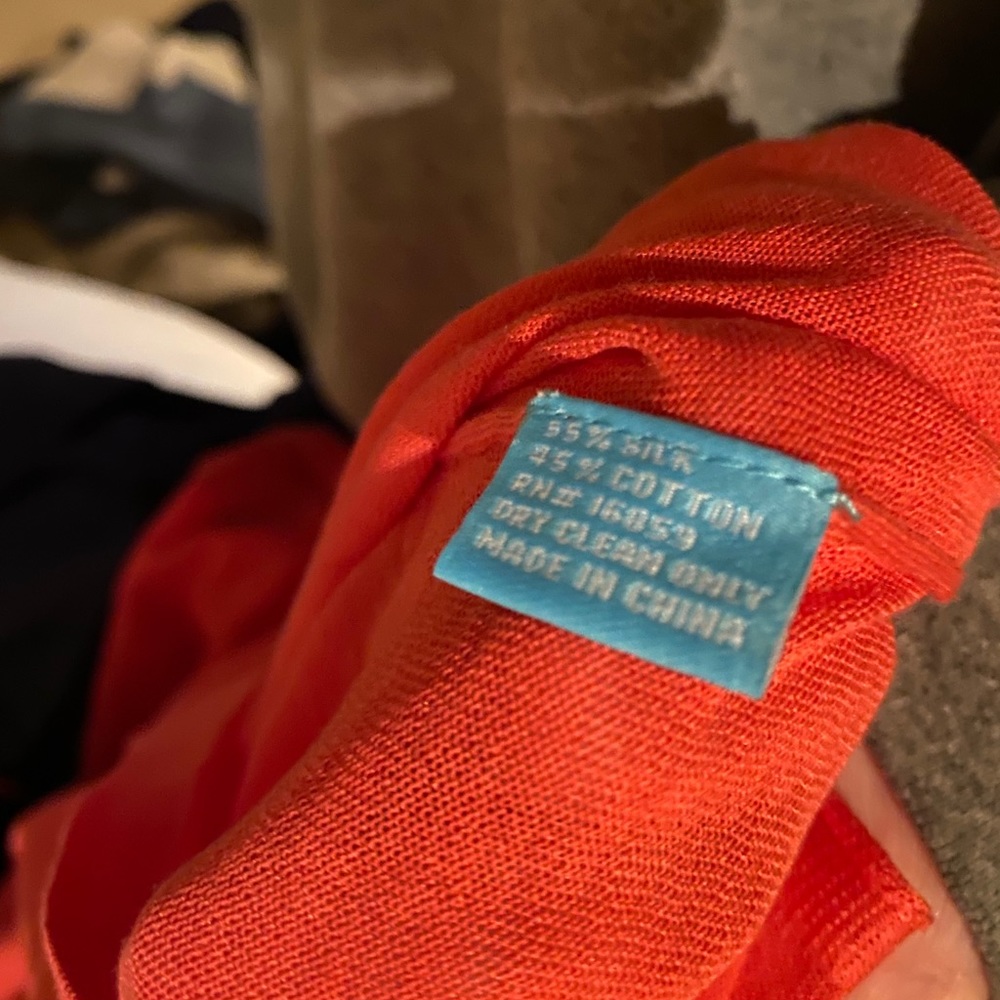 55% SILK
45% COTTON
RN# 16859
DRY CLEAN ONLY
MADE IN CHINA